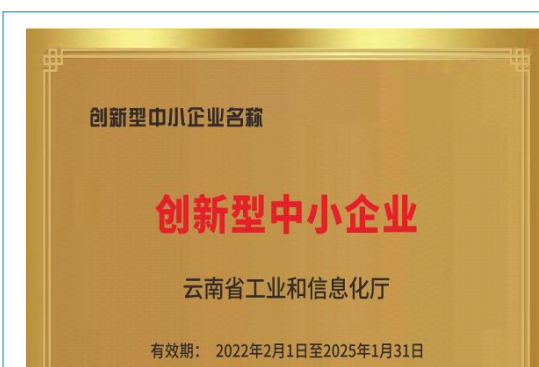 创新型中小企业名称
创新型中小企业
云南省工业和信息化厅
有效期： 2022年2月1日至2025年1月31日